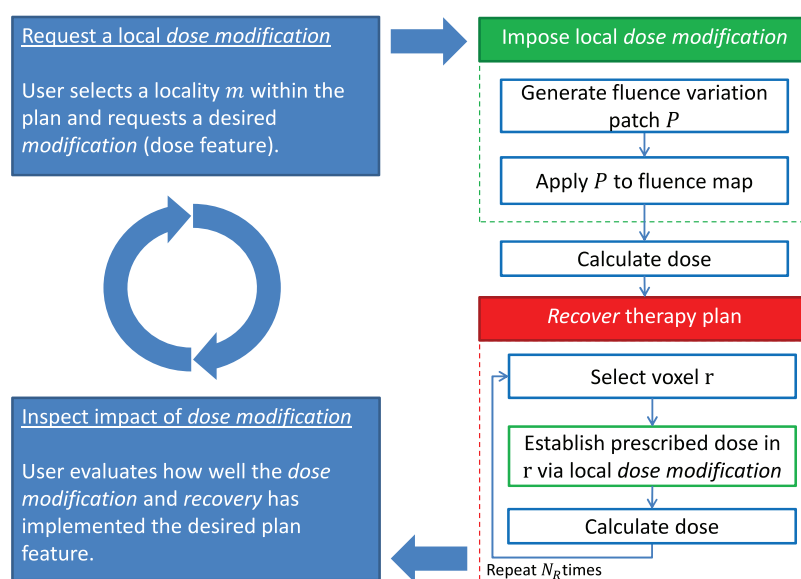 Request a local dose modification
User selects a locality m within the
plan and requests a desired
modification (dose feature).
Impose local dose modification
Generate fluence variation
patch P
Apply P to fluence map
Calculate dose
Recover therapy plan
Select voxel r
Establish prescribed dose in
r via local dose modification
Calculate dose
Repeat N_R times
Inspect impact of dose modification
User evaluates how well the dose
modification and recovery has
implemented the desired plan
feature.